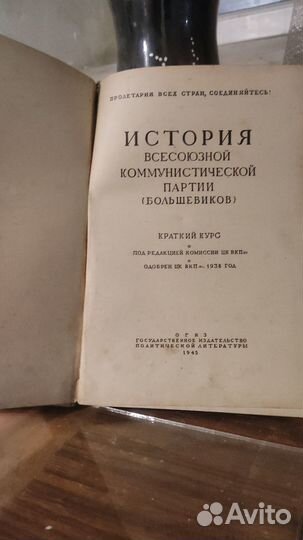 ПРОЛЕТАРИИ ВСЕХ СТРАН, СОЕДИНЯЙТЕСЬ!
ИСТОРИЯ
ВСЕСОЮЗНОЙ
КОММУНИСТИЧЕСКОЙ
ПАРТИИ
(БОЛЬШЕВИКОВ)
КРАТКИЙ КУРС
ПОД РЕДАКЦИЕЙ КОМИССИИ ЦК ВКП(б)
ОДОБРЕН ЦК ВКП(б). 1938 ГОД
ОГИЗ
ГОСУДАРСТВЕННОЕ ИЗДАТЕЛЬСТВО
ПОЛИТИЧЕСКОЙ ЛИТЕРАТУРЫ
1945
Avito